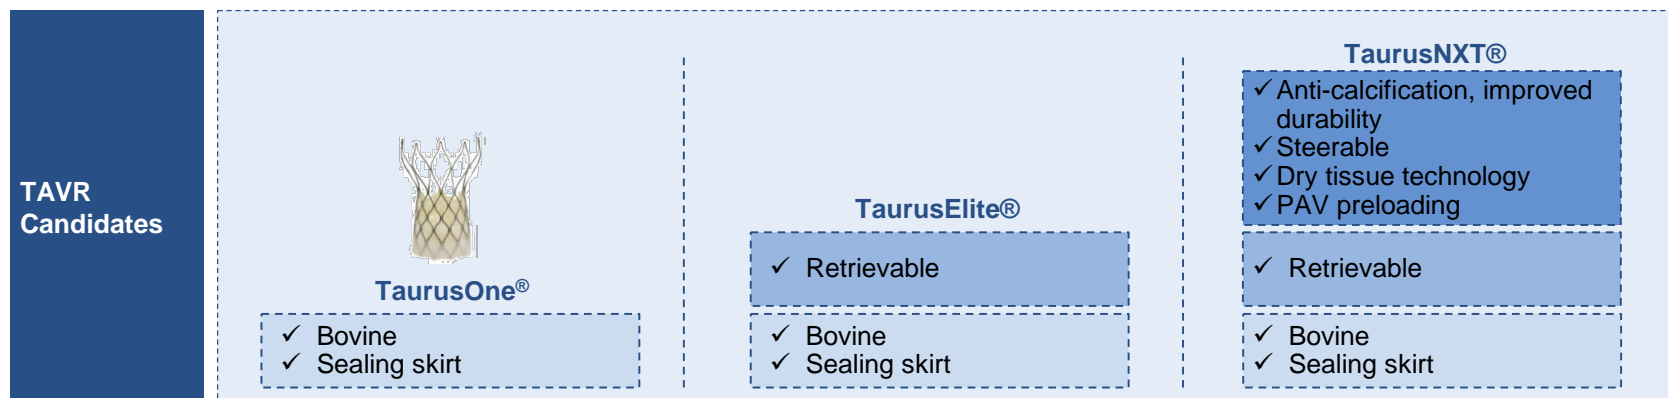 TAVR
Candidates
TaurusOne®
✓ Bovine
✓ Sealing skirt
TaurusElite®
✓ Retrievable
✓ Bovine
✓ Sealing skirt
TaurusNXT®
✓ Anti-calcification, improved
durability
✓ Steerable
✓ Dry tissue technology
✓ PAV preloading
✓ Retrievable
✓ Bovine
✓ Sealing skirt